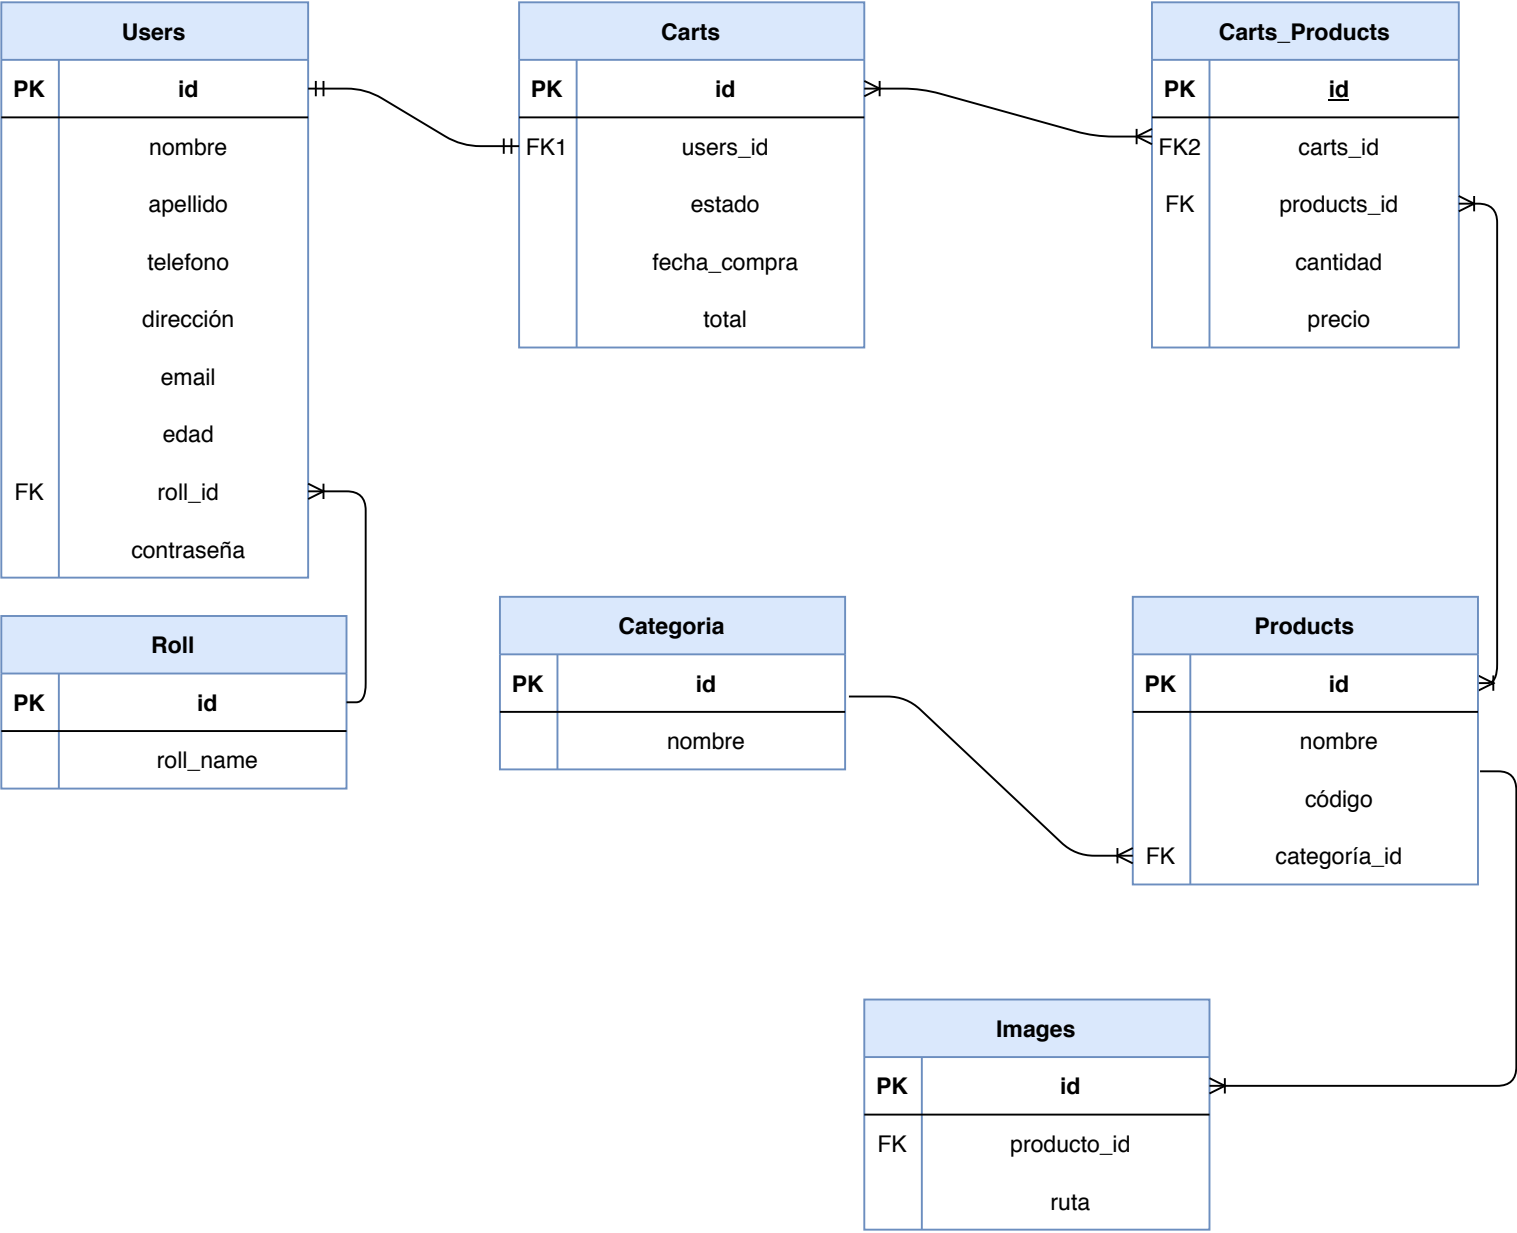 Users
PK id
nombre
apellido
telefono
dirección
email
edad
FK roll_id
contraseña
Carts
PK id
FK1 users_id
estado
fecha_compra
total
Carts_Products
PK id
FK2 carts_id
FK products_id
cantidad
precio
Roll
PK id
roll_name
Categoria
PK id
nombre
Products
PK id
nombre
código
FK categoría_id
Images
PK id
FK producto_id
ruta